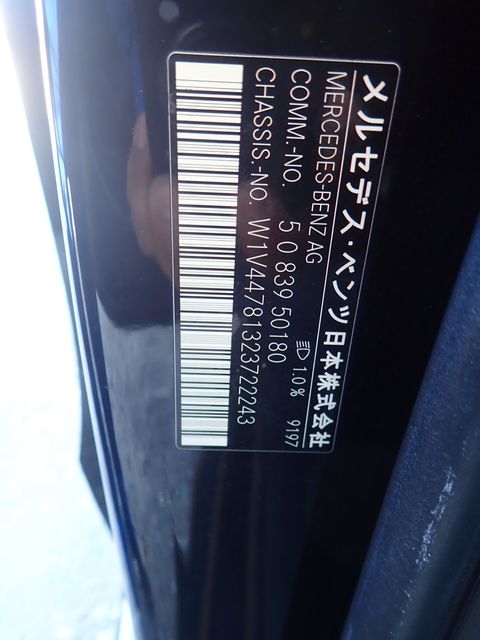 メルセデス・ベンツ日本株式会社
MERCEDES-BENZ AG 1.0% 9197
COMM.-NO. 5 0 839 50180
CHASSIS.-NO. W1V44781323722243